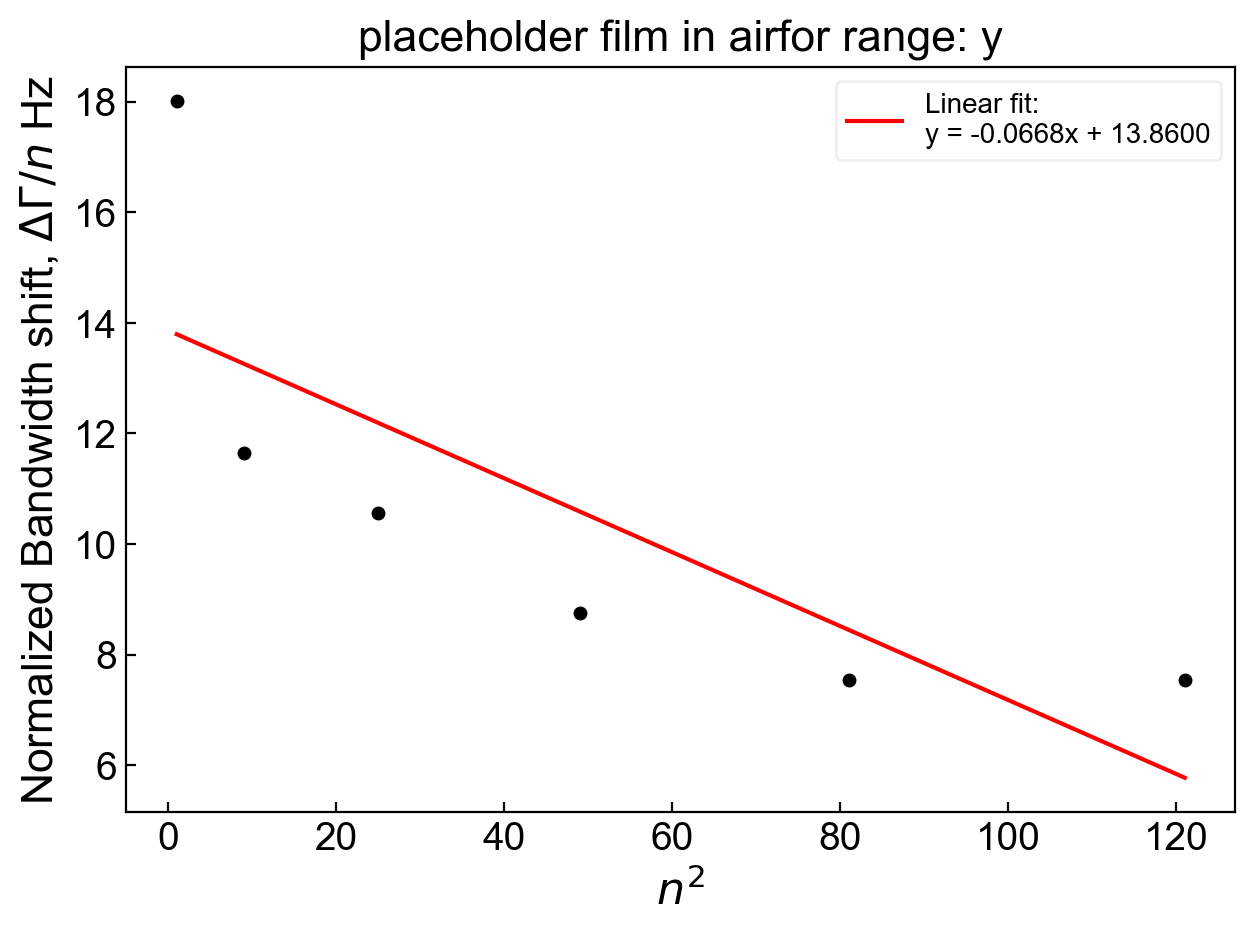 placeholder film in airfor range: y
Normalized Bandwidth shift, ΔΓ/n Hz
18
16
14
12
10
8
6
Linear fit:
y = -0.0668x + 13.8600
0 20 40 60 80 100 120
n²